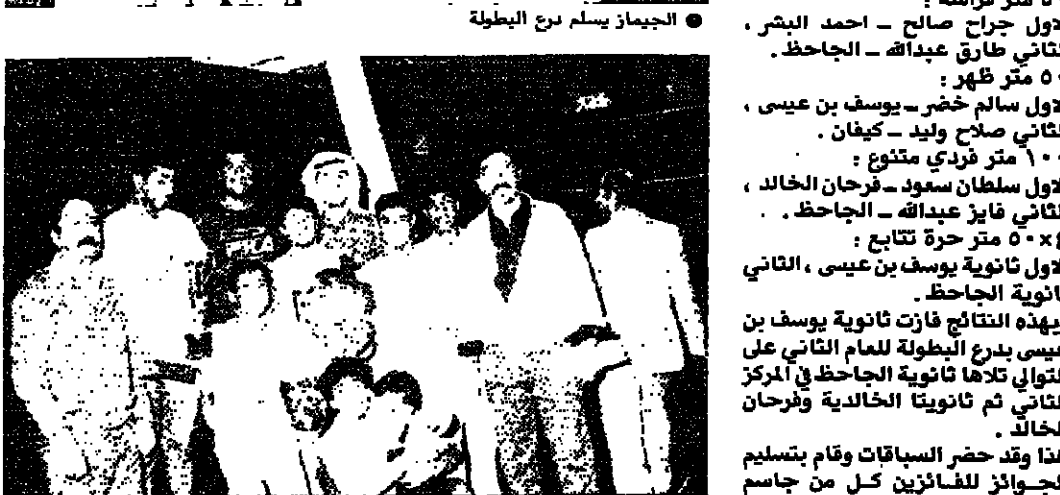 ● الجيماز يسلم درع البطولة
متر فراشة :
الاول جراح صالح ـ احمد البشر ،
الثاني طارق عبدالله ـ الجاحظ .
٥٠ متر ظهر :
الاول سالم خضر ـ يوسف بن عيسى ،
الثاني صلاح وليد ـ كيفان .
١٠٠ متر فردي متنوع :
الاول سلطان سعود ـ فرحان الخالد ،
الثاني فايز عبدالله ـ الجاحظ .
٤×٥٠ متر حرة تتابع :
الاول ثانوية يوسف بن عيسى ، الثاني
ثانوية الجاحظ .
وبهذه النتائج فازت ثانوية يوسف بن
عيسى بدرع البطولة للعام الثاني على
التوالي تلاها ثانوية الجاحظ في المركز
الثاني ثم ثانويتا الخالدية وفرحان
الخالد .
هذا وقد حضر السباقات وقام بتسليم
الجوائز للفائزين كل من جاسم